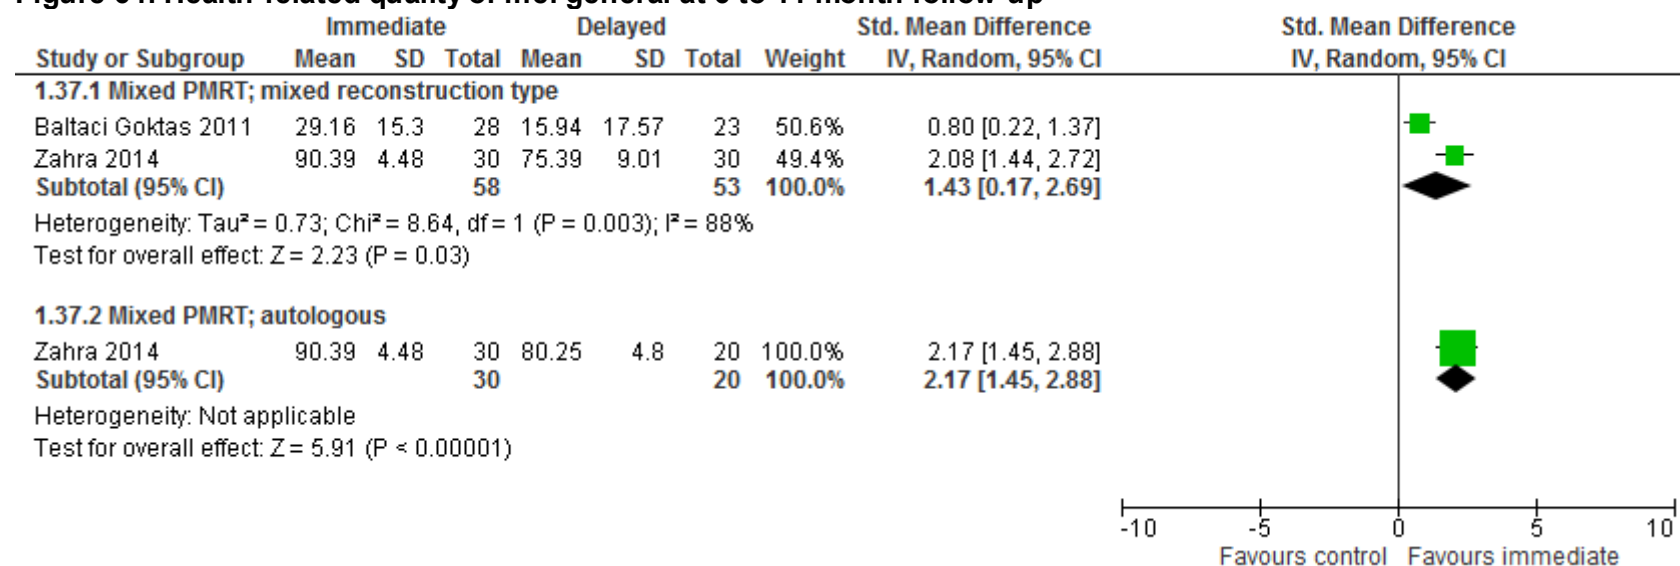 Immediate Delayed Std. Mean Difference Std. Mean Difference
Study or Subgroup Mean SD Total Mean SD Total Weight IV, Random, 95% CI IV, Random, 95% CI
1.37.1 Mixed PMRT; mixed reconstruction type
Baltaci Goktas 2011 29.16 15.3 28 15.94 17.57 23 50.6% 0.80 [0.22, 1.37]
Zahra 2014 90.39 4.48 30 75.39 9.01 30 49.4% 2.08 [1.44, 2.72]
Subtotal (95% CI) 58 53 100.0% 1.43 [0.17, 2.69]
Heterogeneity: Tau² = 0.73; Chi² = 8.64, df = 1 (P = 0.003); I² = 88%
Test for overall effect: Z = 2.23 (P = 0.03)
1.37.2 Mixed PMRT; autologous
Zahra 2014 90.39 4.48 30 80.25 4.8 20 100.0% 2.17 [1.45, 2.88]
Subtotal (95% CI) 30 20 100.0% 2.17 [1.45, 2.88]
Heterogeneity: Not applicable
Test for overall effect: Z = 5.91 (P < 0.00001)
-10 -5 0 5 10
Favours control Favours immediate